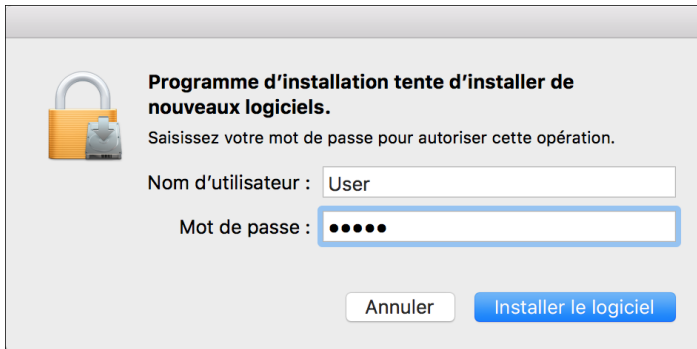 Programme d'installation tente d'installer de
nouveaux logiciels.
Saisissez votre mot de passe pour autoriser cette opération.
Nom d'utilisateur : User
Mot de passe : •••••
Annuler Installer le logiciel